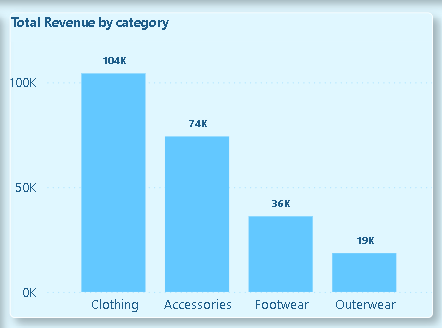 Total Revenue by category
104K
100K
74K
50K
36K
19K
0K
Clothing Accessories Footwear Outerwear